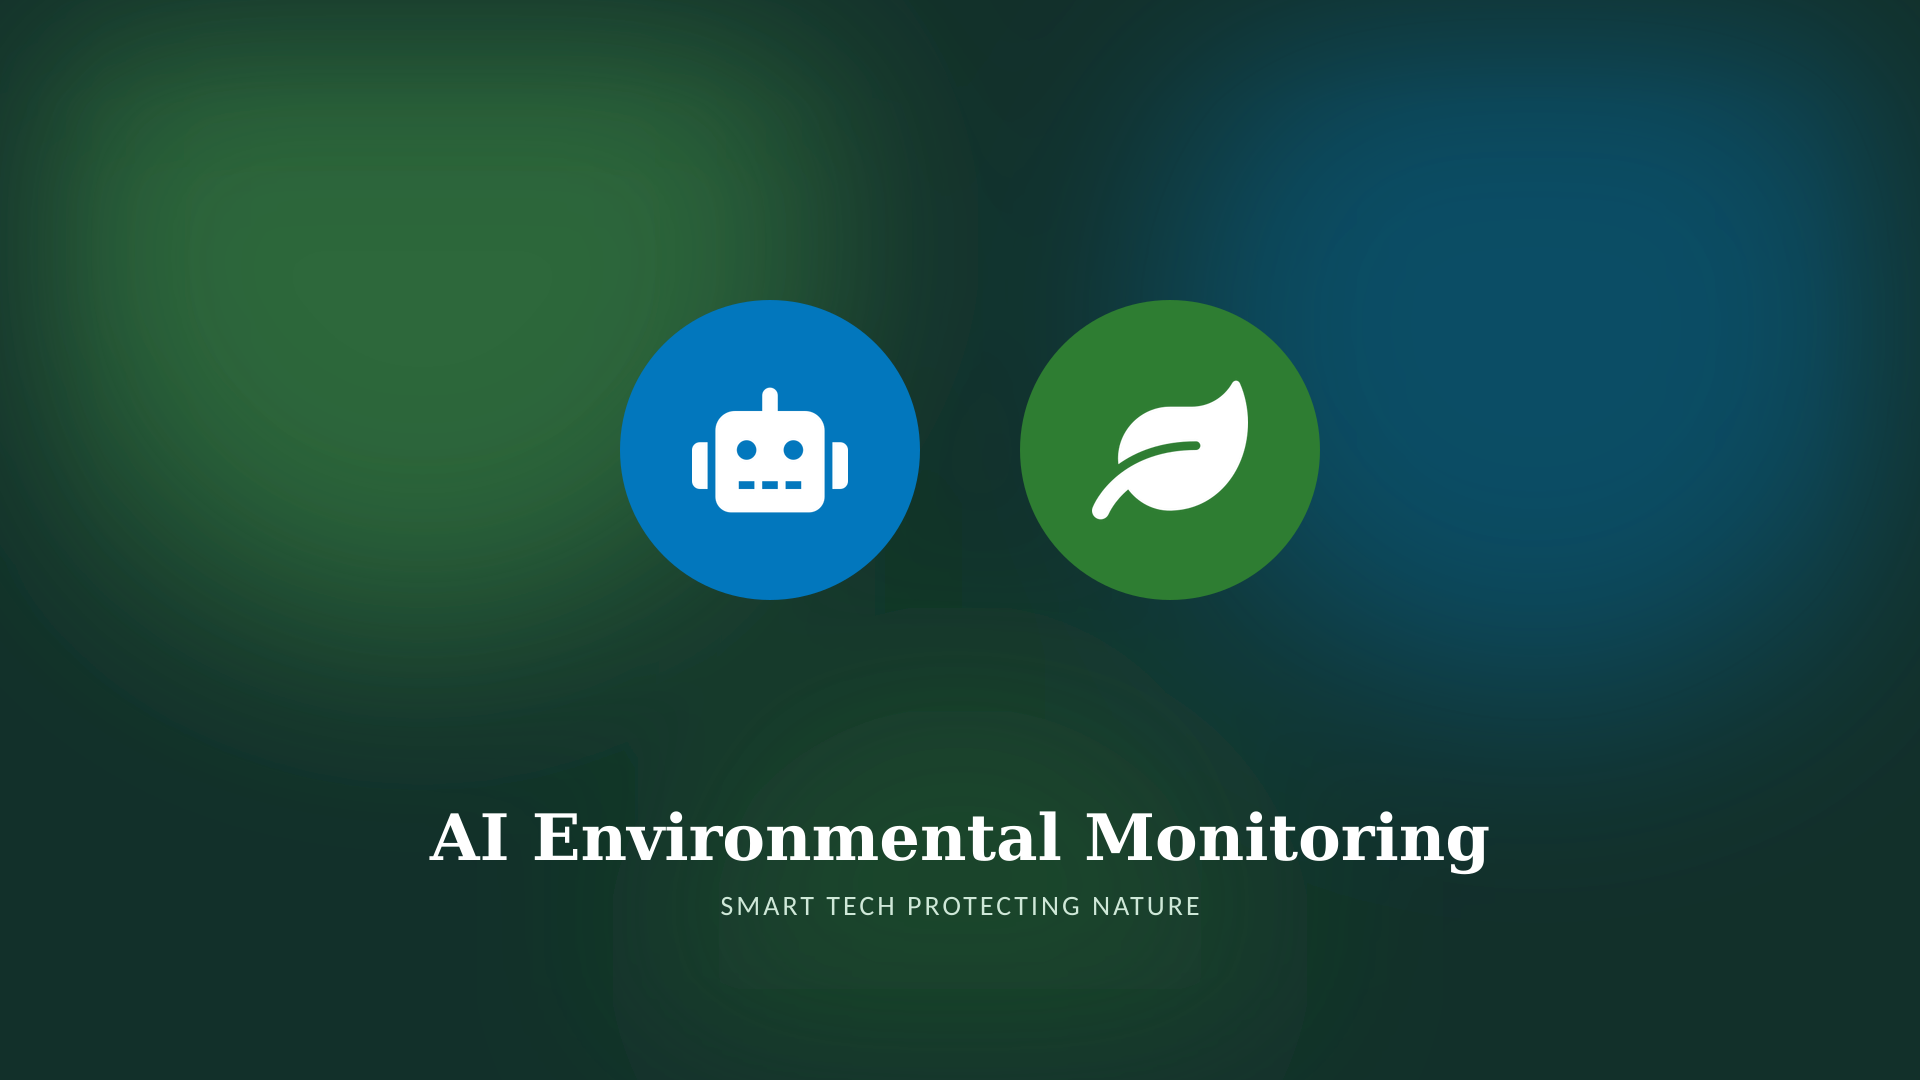 AI Environmental Monitoring
SMART TECH PROTECTING NATURE